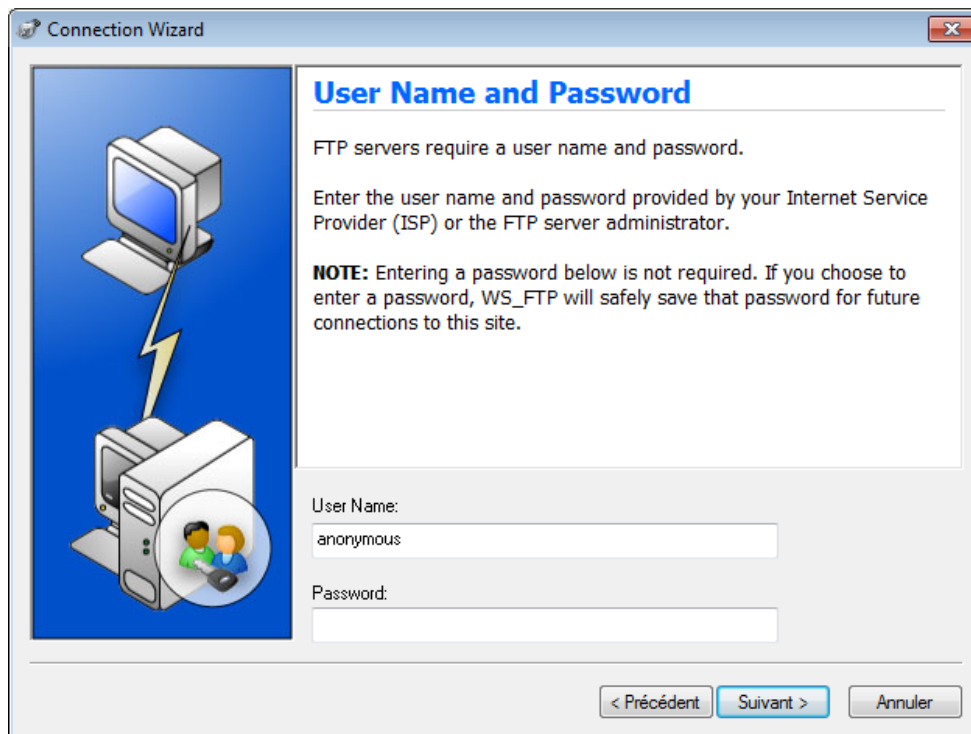 Connection Wizard
User Name and Password
FTP servers require a user name and password.
Enter the user name and password provided by your Internet Service
Provider (ISP) or the FTP server administrator.
NOTE: Entering a password below is not required. If you choose to
enter a password, WS_FTP will safely save that password for future
connections to this site.
User Name:
anonymous
Password:
< Précédent
Suivant >
Annuler